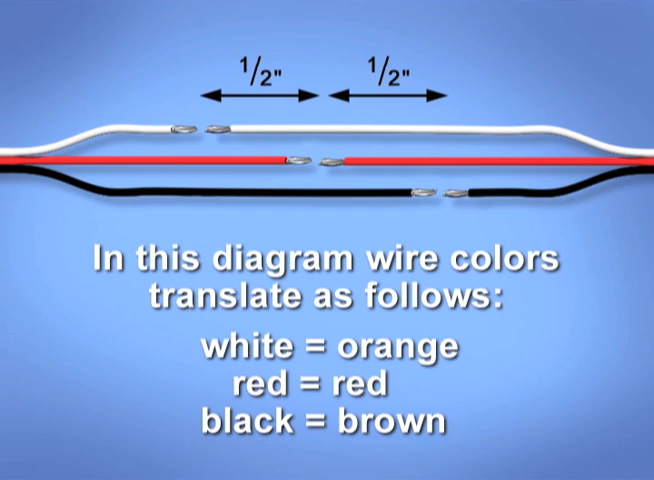 1/2" 1/2"
In this diagram wire colors
translate as follows:
white = orange
red = red
black = brown